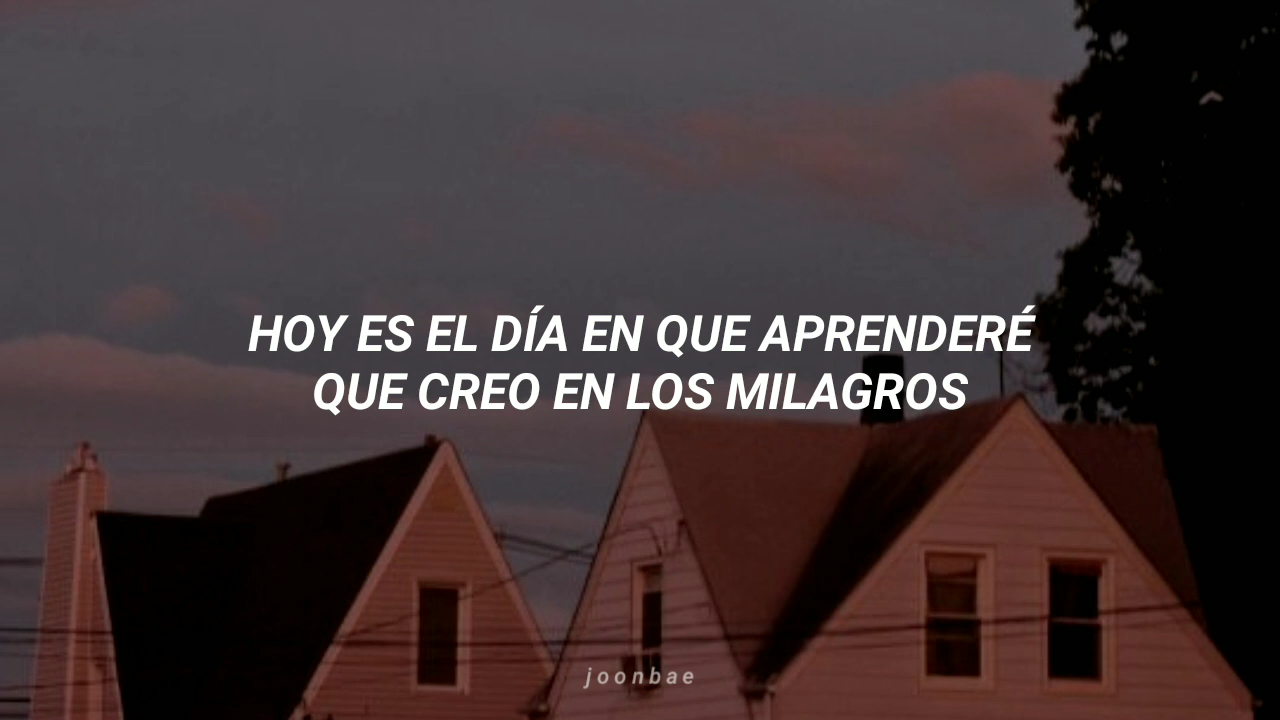 HOY ES EL DÍA EN QUE APRENDERÉ
QUE CREO EN LOS MILAGROS
joonbae